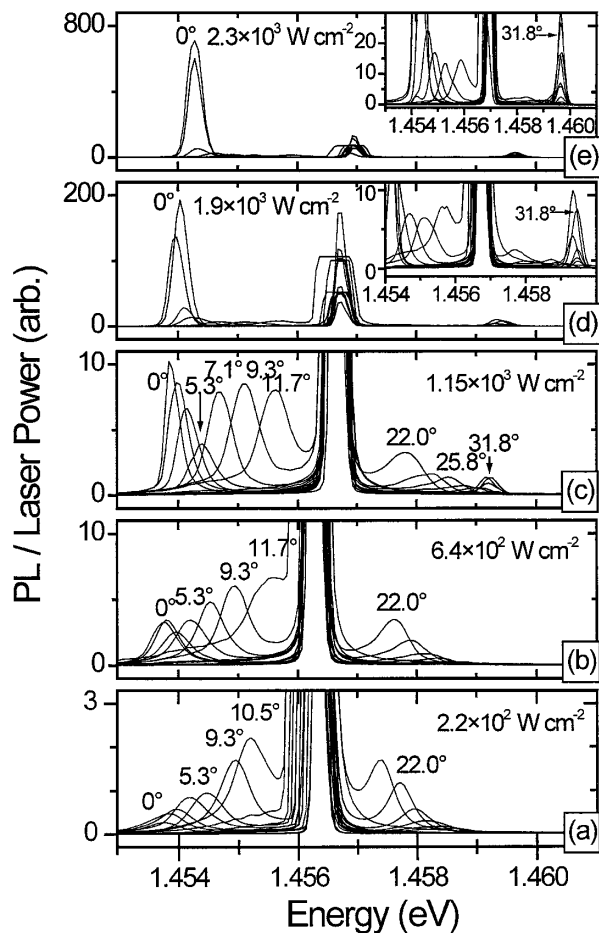 800
0° 2.3×10³ W cm⁻²
20
10
0
31.8°
1.454 1.456 1.458 1.460
0
(e)
200
0° 1.9×10³ W cm⁻²
10
0
31.8°
1.454 1.456 1.458
0
(d)
10
0° 5.3° 7.1° 9.3° 11.7°
1.15×10³ W cm⁻²
22.0° 25.8° 31.8°
0
(c)
10
0° 5.3° 9.3° 11.7°
6.4×10² W cm⁻²
22.0°
0
(b)
3
0° 5.3° 9.3° 10.5°
2.2×10² W cm⁻²
22.0°
0
(a)
1.454 1.456 1.458 1.460
Energy (eV)
PL / Laser Power (arb.)